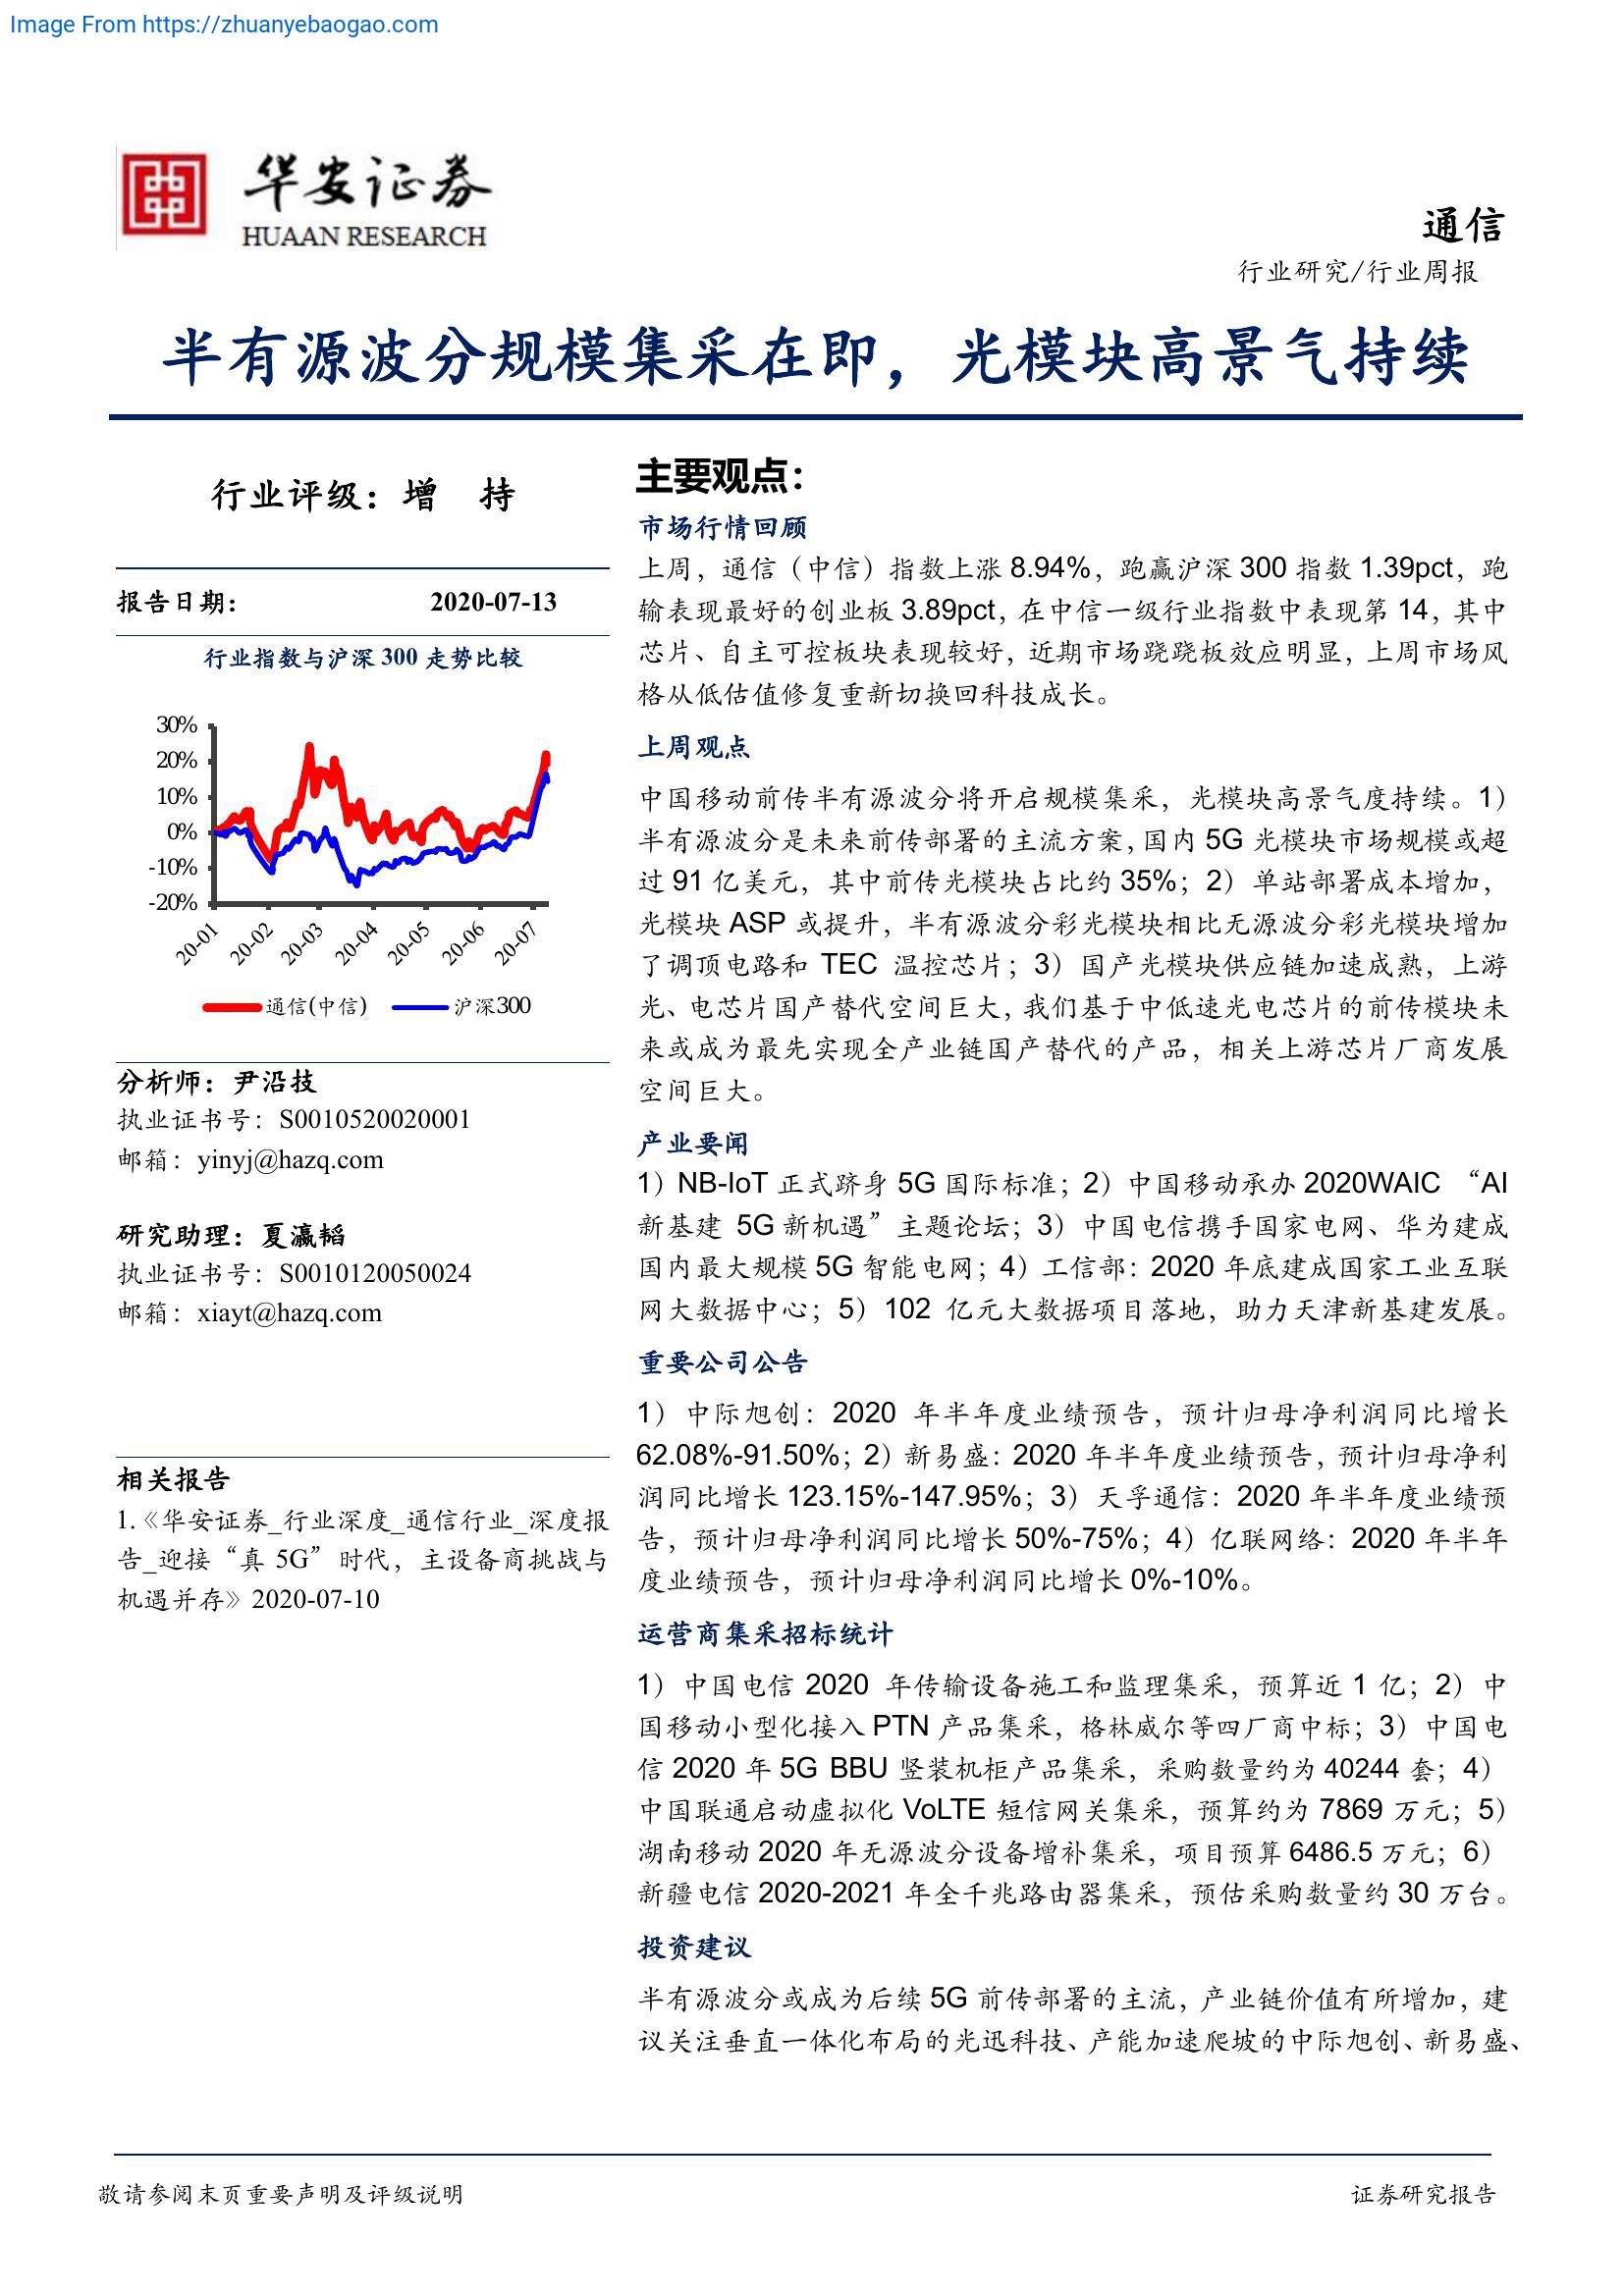 Image From https://zhuanyebaogao.com
华安证券
HUAAN RESEARCH
通信
行业研究/行业周报
半有源波分规模集采在即，光模块高景气持续
行业评级：增 持
报告日期： 2020-07-13
行业指数与沪深 300 走势比较
30%
20%
10%
0%
-10%
-20%
20-01 20-02 20-03 20-04 20-05 20-06 20-07
通信(中信) 沪深300
分析师：尹沿技
执业证书号：S0010520020001
邮箱：yinyj@hazq.com
研究助理：夏瀛韬
执业证书号：S0010120050024
邮箱：xiayt@hazq.com
相关报告
1.《华安证券_行业深度_通信行业_深度报
告_迎接“真 5G”时代，主设备商挑战与
机遇并存》2020-07-10
主要观点：
市场行情回顾
上周，通信（中信）指数上涨 8.94%，跑赢沪深 300 指数 1.39pct，跑
输表现最好的创业板 3.89pct，在中信一级行业指数中表现第 14，其中
芯片、自主可控板块表现较好，近期市场跷跷板效应明显，上周市场风
格从低估值修复重新切换回科技成长。
上周观点
中国移动前传半有源波分将开启规模集采，光模块高景气度持续。1）
半有源波分是未来前传部署的主流方案，国内 5G 光模块市场规模或超
过 91 亿美元，其中前传光模块占比约 35%；2）单站部署成本增加，
光模块 ASP 或提升，半有源波分彩光模块相比无源波分彩光模块增加
了调顶电路和 TEC 温控芯片；3）国产光模块供应链加速成熟，上游
光、电芯片国产替代空间巨大，我们基于中低速光电芯片的前传模块未
来或成为最先实现全产业链国产替代的产品，相关上游芯片厂商发展
空间巨大。
产业要闻
1）NB-IoT 正式跻身 5G 国际标准；2）中国移动承办 2020WAIC “AI
新基建 5G 新机遇”主题论坛；3）中国电信携手国家电网、华为建成
国内最大规模 5G 智能电网；4）工信部：2020 年底建成国家工业互联
网大数据中心；5）102 亿元大数据项目落地，助力天津新基建发展。
重要公司公告
1）中际旭创：2020 年半年度业绩预告，预计归母净利润同比增长
62.08%-91.50%；2）新易盛：2020 年半年度业绩预告，预计归母净利
润同比增长 123.15%-147.95%；3）天孚通信：2020 年半年度业绩预
告，预计归母净利润同比增长 50%-75%；4）亿联网络：2020 年半年
度业绩预告，预计归母净利润同比增长 0%-10%。
运营商集采招标统计
1）中国电信 2020 年传输设备施工和监理集采，预算近 1 亿；2）中
国移动小型化接入 PTN 产品集采，格林威尔等四厂商中标；3）中国电
信 2020 年 5G BBU 竖装机柜产品集采，采购数量约为 40244 套；4）
中国联通启动虚拟化 VoLTE 短信网关集采，预算约为 7869 万元；5）
湖南移动 2020 年无源波分设备增补集采，项目预算 6486.5 万元；6）
新疆电信 2020-2021 年全千兆路由器集采，预估采购数量约 30 万台。
投资建议
半有源波分或成为后续 5G 前传部署的主流，产业链价值有所增加，建
议关注垂直一体化布局的光迅科技、产能加速爬坡的中际旭创、新易盛、
敬请参阅末页重要声明及评级说明
证券研究报告